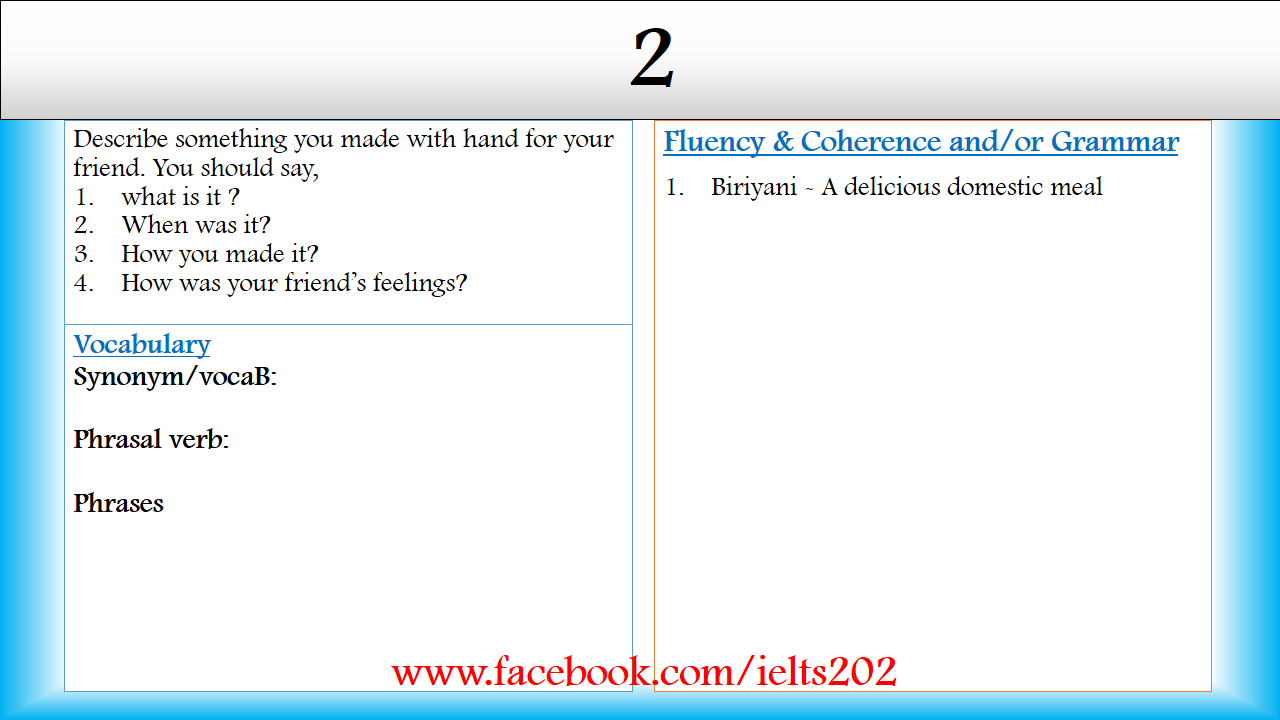 2
Describe something you made with hand for your
friend. You should say,
1. what is it ?
2. When was it?
3. How you made it?
4. How was your friend’s feelings?
Vocabulary
Synonym/vocaB:
Phrasal verb:
Phrases
Fluency & Coherence and/or Grammar
1. Biriyani - A delicious domestic meal
www.facebook.com/ielts202